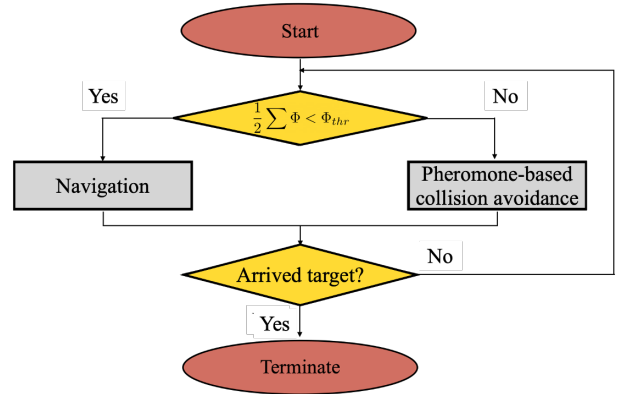 Start
Yes
No
1/2 ∑ Φ < Φ_thr
Navigation
Pheromone-based
collision avoidance
No
Arrived target?
Yes
Terminate